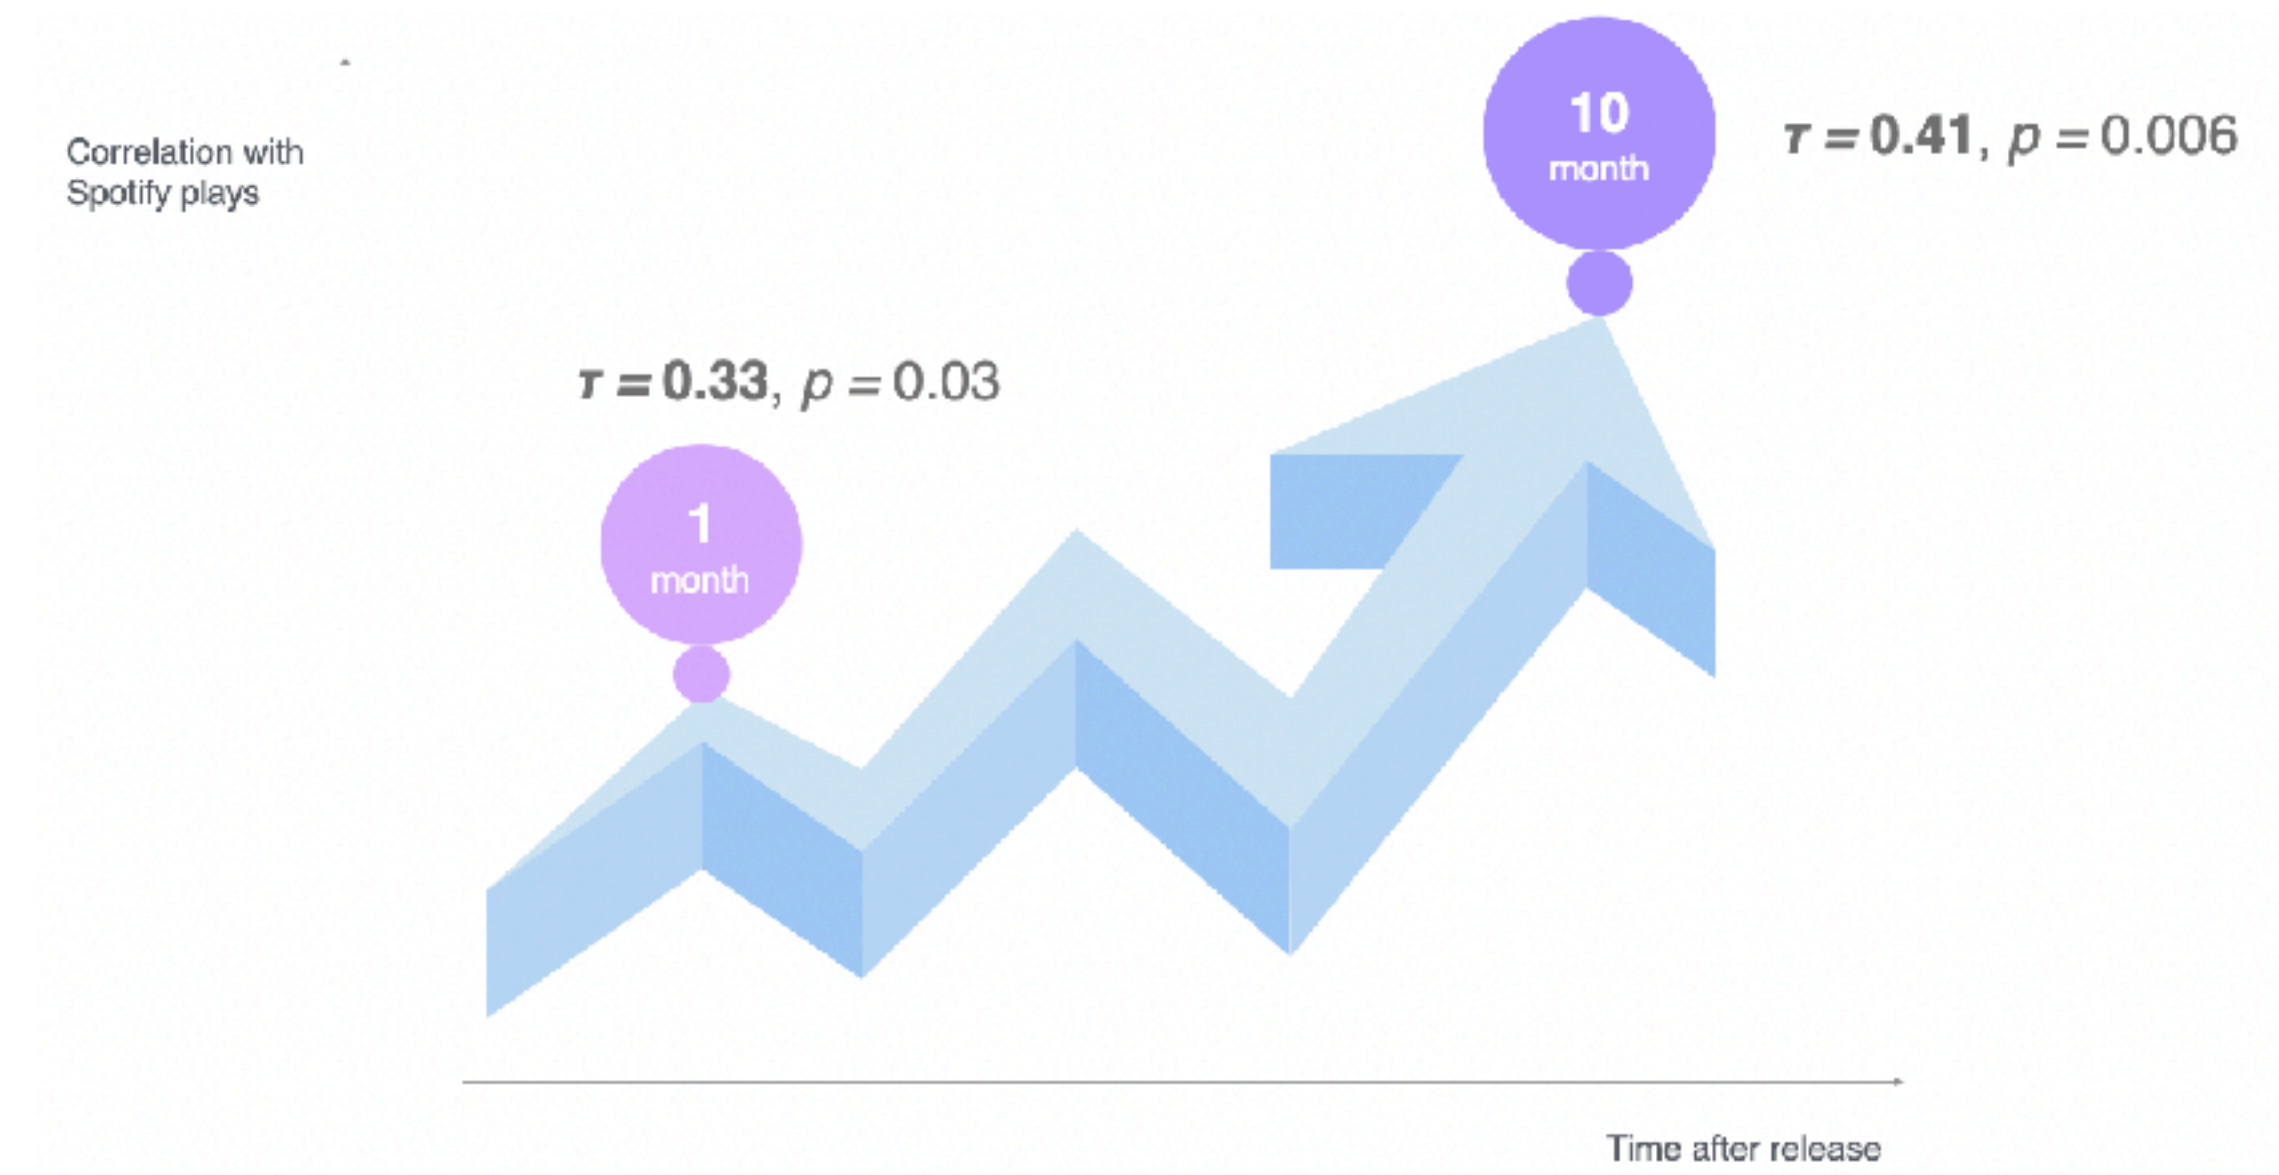 10
month
τ = 0.41, p = 0.006
Correlation with
Spotify plays
τ = 0.33, p = 0.03
1
month
Time after release